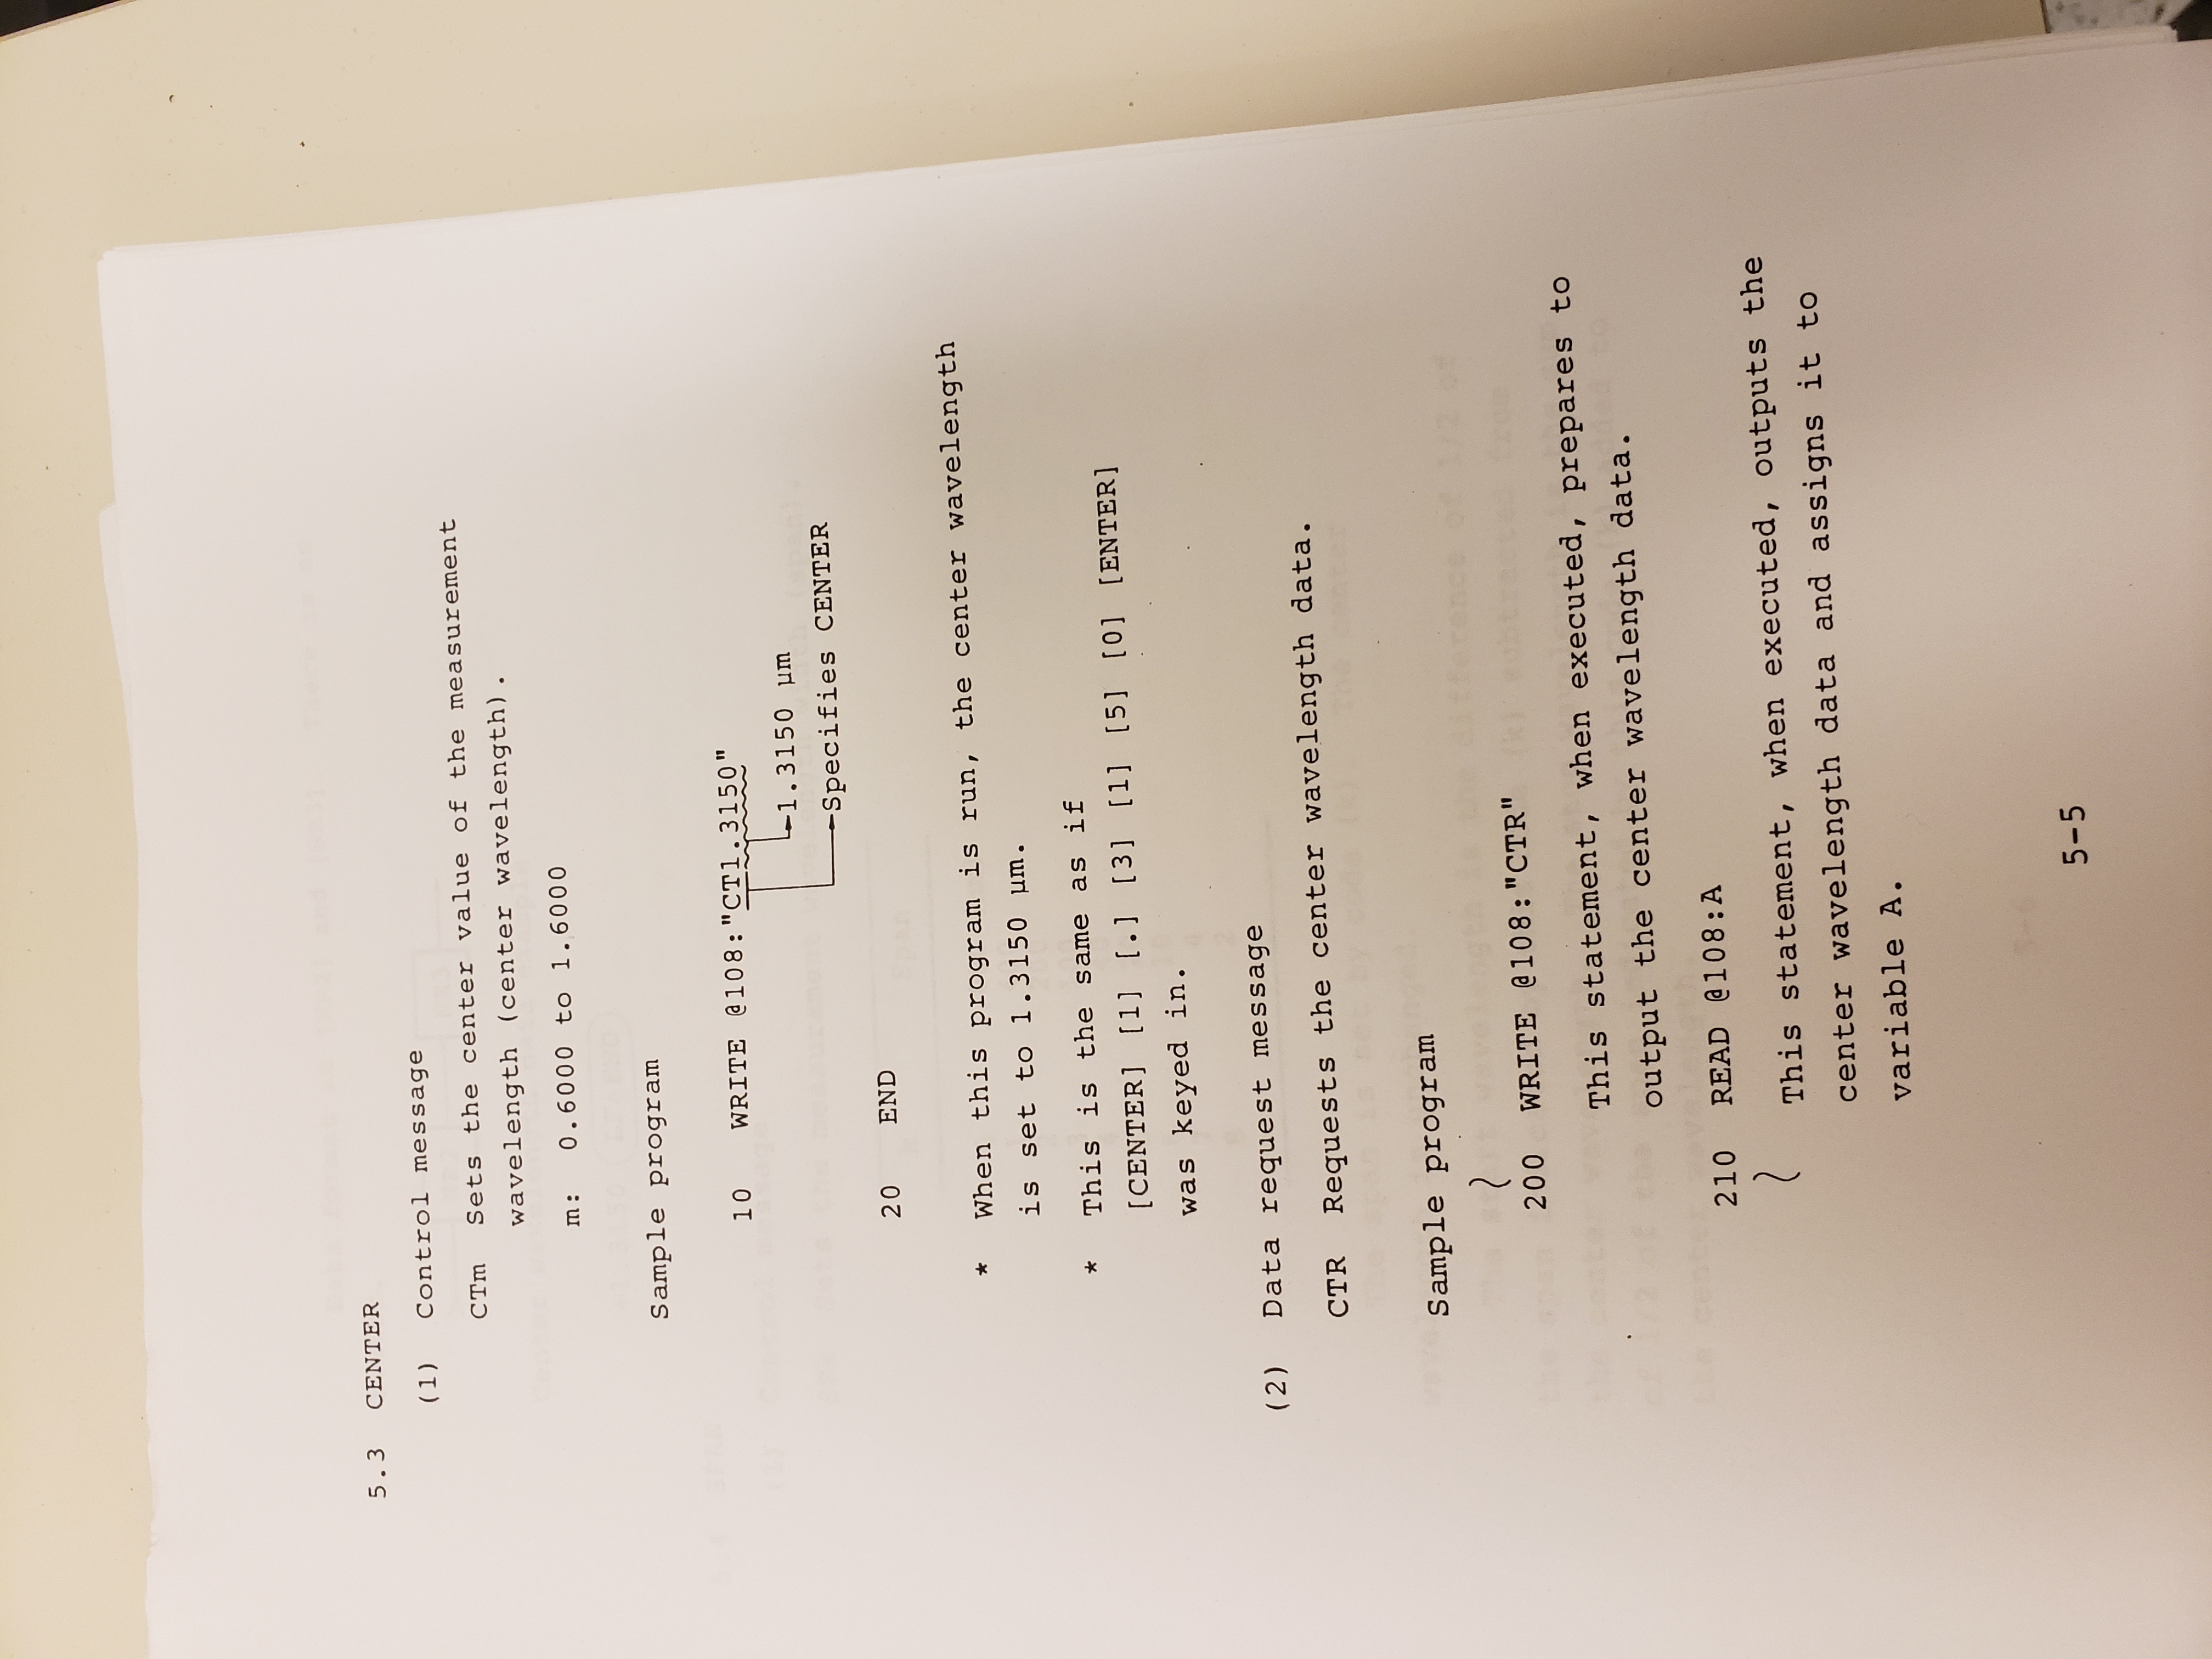 5.3 CENTER
(1) Control message
CTm Sets the center value of the measurement
wavelength (center wavelength).
m: 0.6000 to 1.6000
Sample program
10 WRITE @108:"CT1.3150"
1.3150 µm
Specifies CENTER
20 END
* When this program is run, the center wavelength
is set to 1.3150 µm.
* This is the same as if
[CENTER] [1] [.] [3] [1] [5] [0] [ENTER]
was keyed in.
(2) Data request message
CTR Requests the center wavelength data.
Sample program
200 WRITE @108:"CTR"
This statement, when executed, prepares to
output the center wavelength data.
210 READ @108:A
This statement, when executed, outputs the
center wavelength data and assigns it to
variable A.
5-5